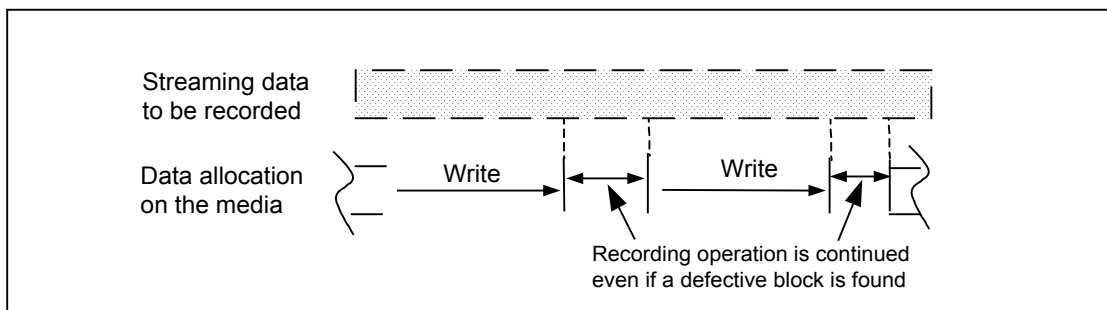 Streaming data
to be recorded
Data allocation
on the media
Write
Write
Recording operation is continued
even if a defective block is found